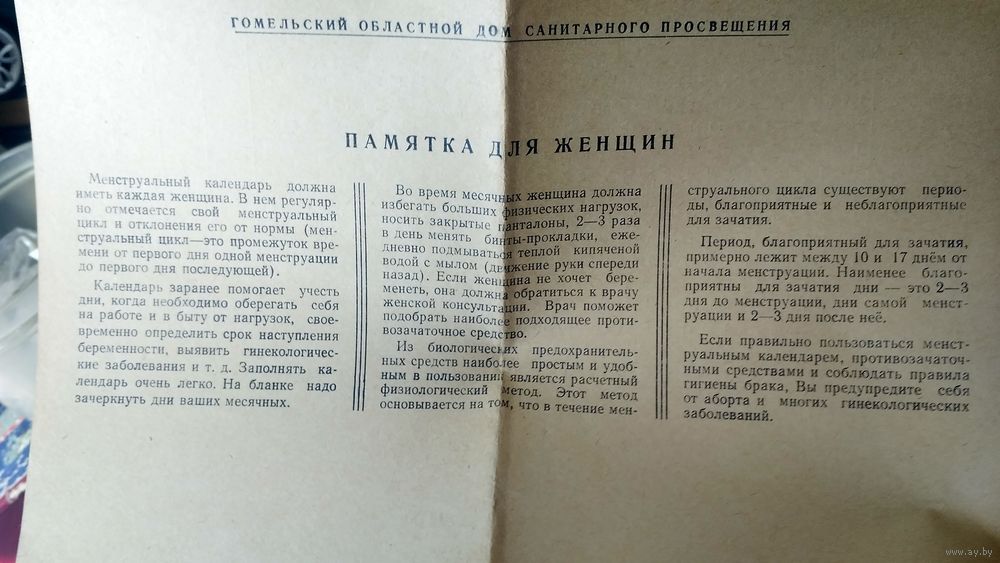 ГОМЕЛЬСКИЙ ОБЛАСТНОЙ ДОМ САНИТАРНОГО ПРОСВЕЩЕНИЯ
ПАМЯТКА ДЛЯ ЖЕНЩИН
Менструальный календарь должна
иметь каждая женщина. В нем регуляр-
но отмечается свой менструальный
цикл и отклонения его от нормы (мен-
струальный цикл—это промежуток вре-
мени от первого дня одной менструации
до первого дня последующей).
Календарь заранее помогает учесть
дни, когда необходимо оберегать себя
на работе и в быту от нагрузок, свое-
временно определить срок наступления
беременности, выявить гинекологичес-
кие заболевания и т. д. Заполнять ка-
лендарь очень легко. На бланке надо
зачеркнуть дни ваших месячных.
Во время месячных женщина должна
избегать больших физических нагрузок,
носить закрытые панталоны, 2—3 раза
в день менять бинты-прокладки, еже-
дневно подмываться теплой кипяченой
водой с мылом (движение руки спереди
назад). Если женщина не хочет бере-
менеть, она должна обратиться к врачу
женской консультации. Врач поможет
подобрать наиболее подходящее проти-
возачаточное средство.
Из биологических предохранитель-
ных средств наиболее простым и удоб-
ным в пользовании является расчетный
физиологический метод. Этот метод
основывается на том, что в течение мен-
струального цикла существуют перио-
ды, благоприятные и неблагоприятные
для зачатия.
Период, благоприятный для зачатия,
примерно лежит между 10 и 17 днём от
начала менструации. Наименее благо-
приятны для зачатия дни — это 2—3
дня до менструации, дни самой менст-
руации и 2—3 дня после неё.
Если правильно пользоваться менст-
руальным календарем, противозачаточ-
ными средствами и соблюдать правила
гигиены брака, Вы предупредите себя
от аборта и многих гинекологических
заболеваний.
www.ay.by